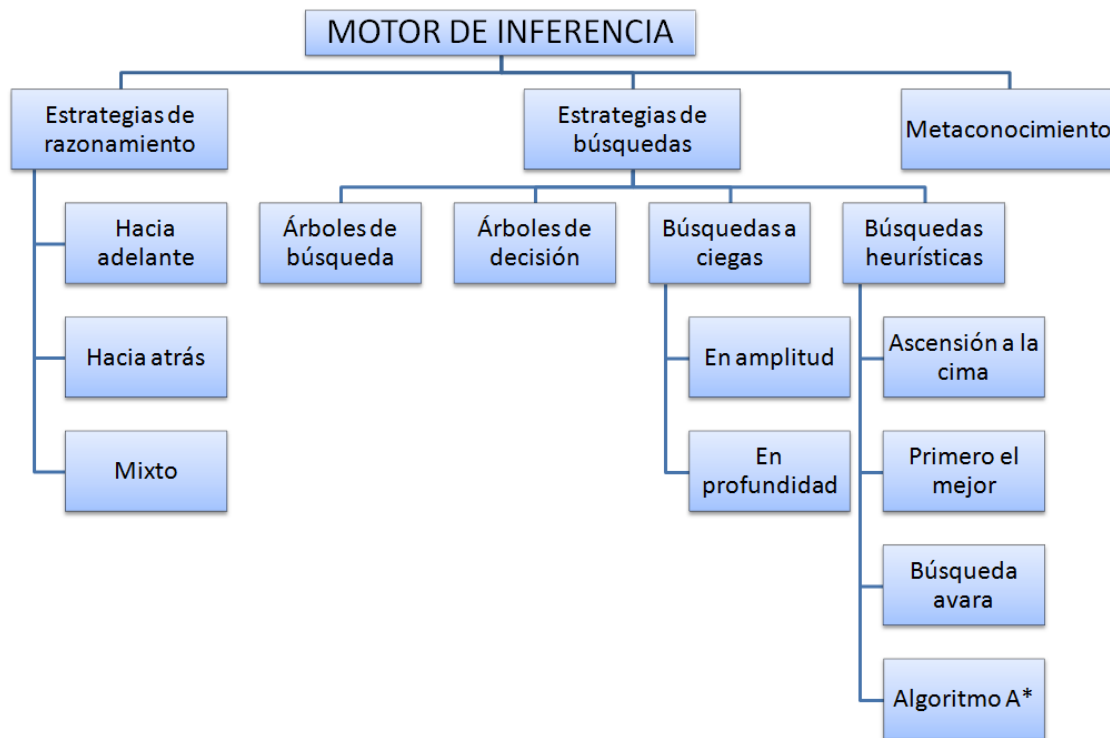 MOTOR DE INFERENCIA
Estrategias de
razonamiento
Estrategias de
búsquedas
Metaconocimiento
Hacia
adelante
Árboles de
búsqueda
Árboles de
decisión
Búsquedas a
ciegas
Búsquedas
heurísticas
Hacia atrás
En amplitud
Ascensión a la
cima
Mixto
En
profundidad
Primero el
mejor
Búsqueda
avara
Algoritmo A*